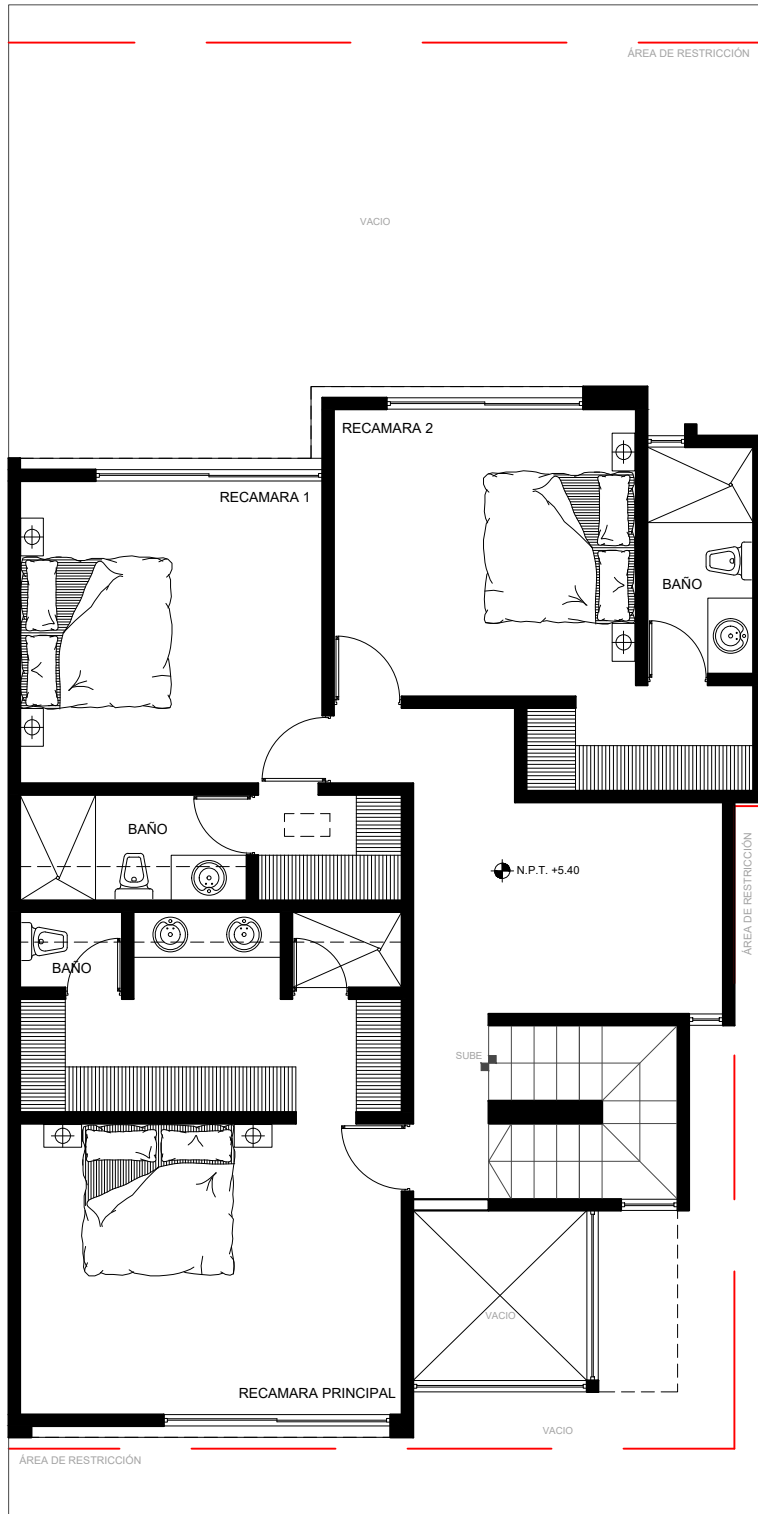 ÁREA DE RESTRICCIÓN
VACIO
RECAMARA 2
RECAMARA 1
BAÑO
BAÑO
ÁREA DE RESTRICCIÓN
N.P.T. +5.40
BAÑO
SUBE
VACIO
RECAMARA PRINCIPAL
VACIO
ÁREA DE RESTRICCIÓN